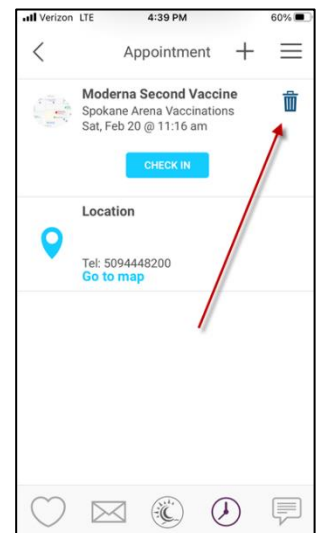 Verizon LTE 4:39 PM 60%
Appointment
Moderna Second Vaccine
Spokane Arena Vaccinations
Sat, Feb 20 @ 11:16 am
CHECK IN
Location
Tel: 5094448200
Go to map